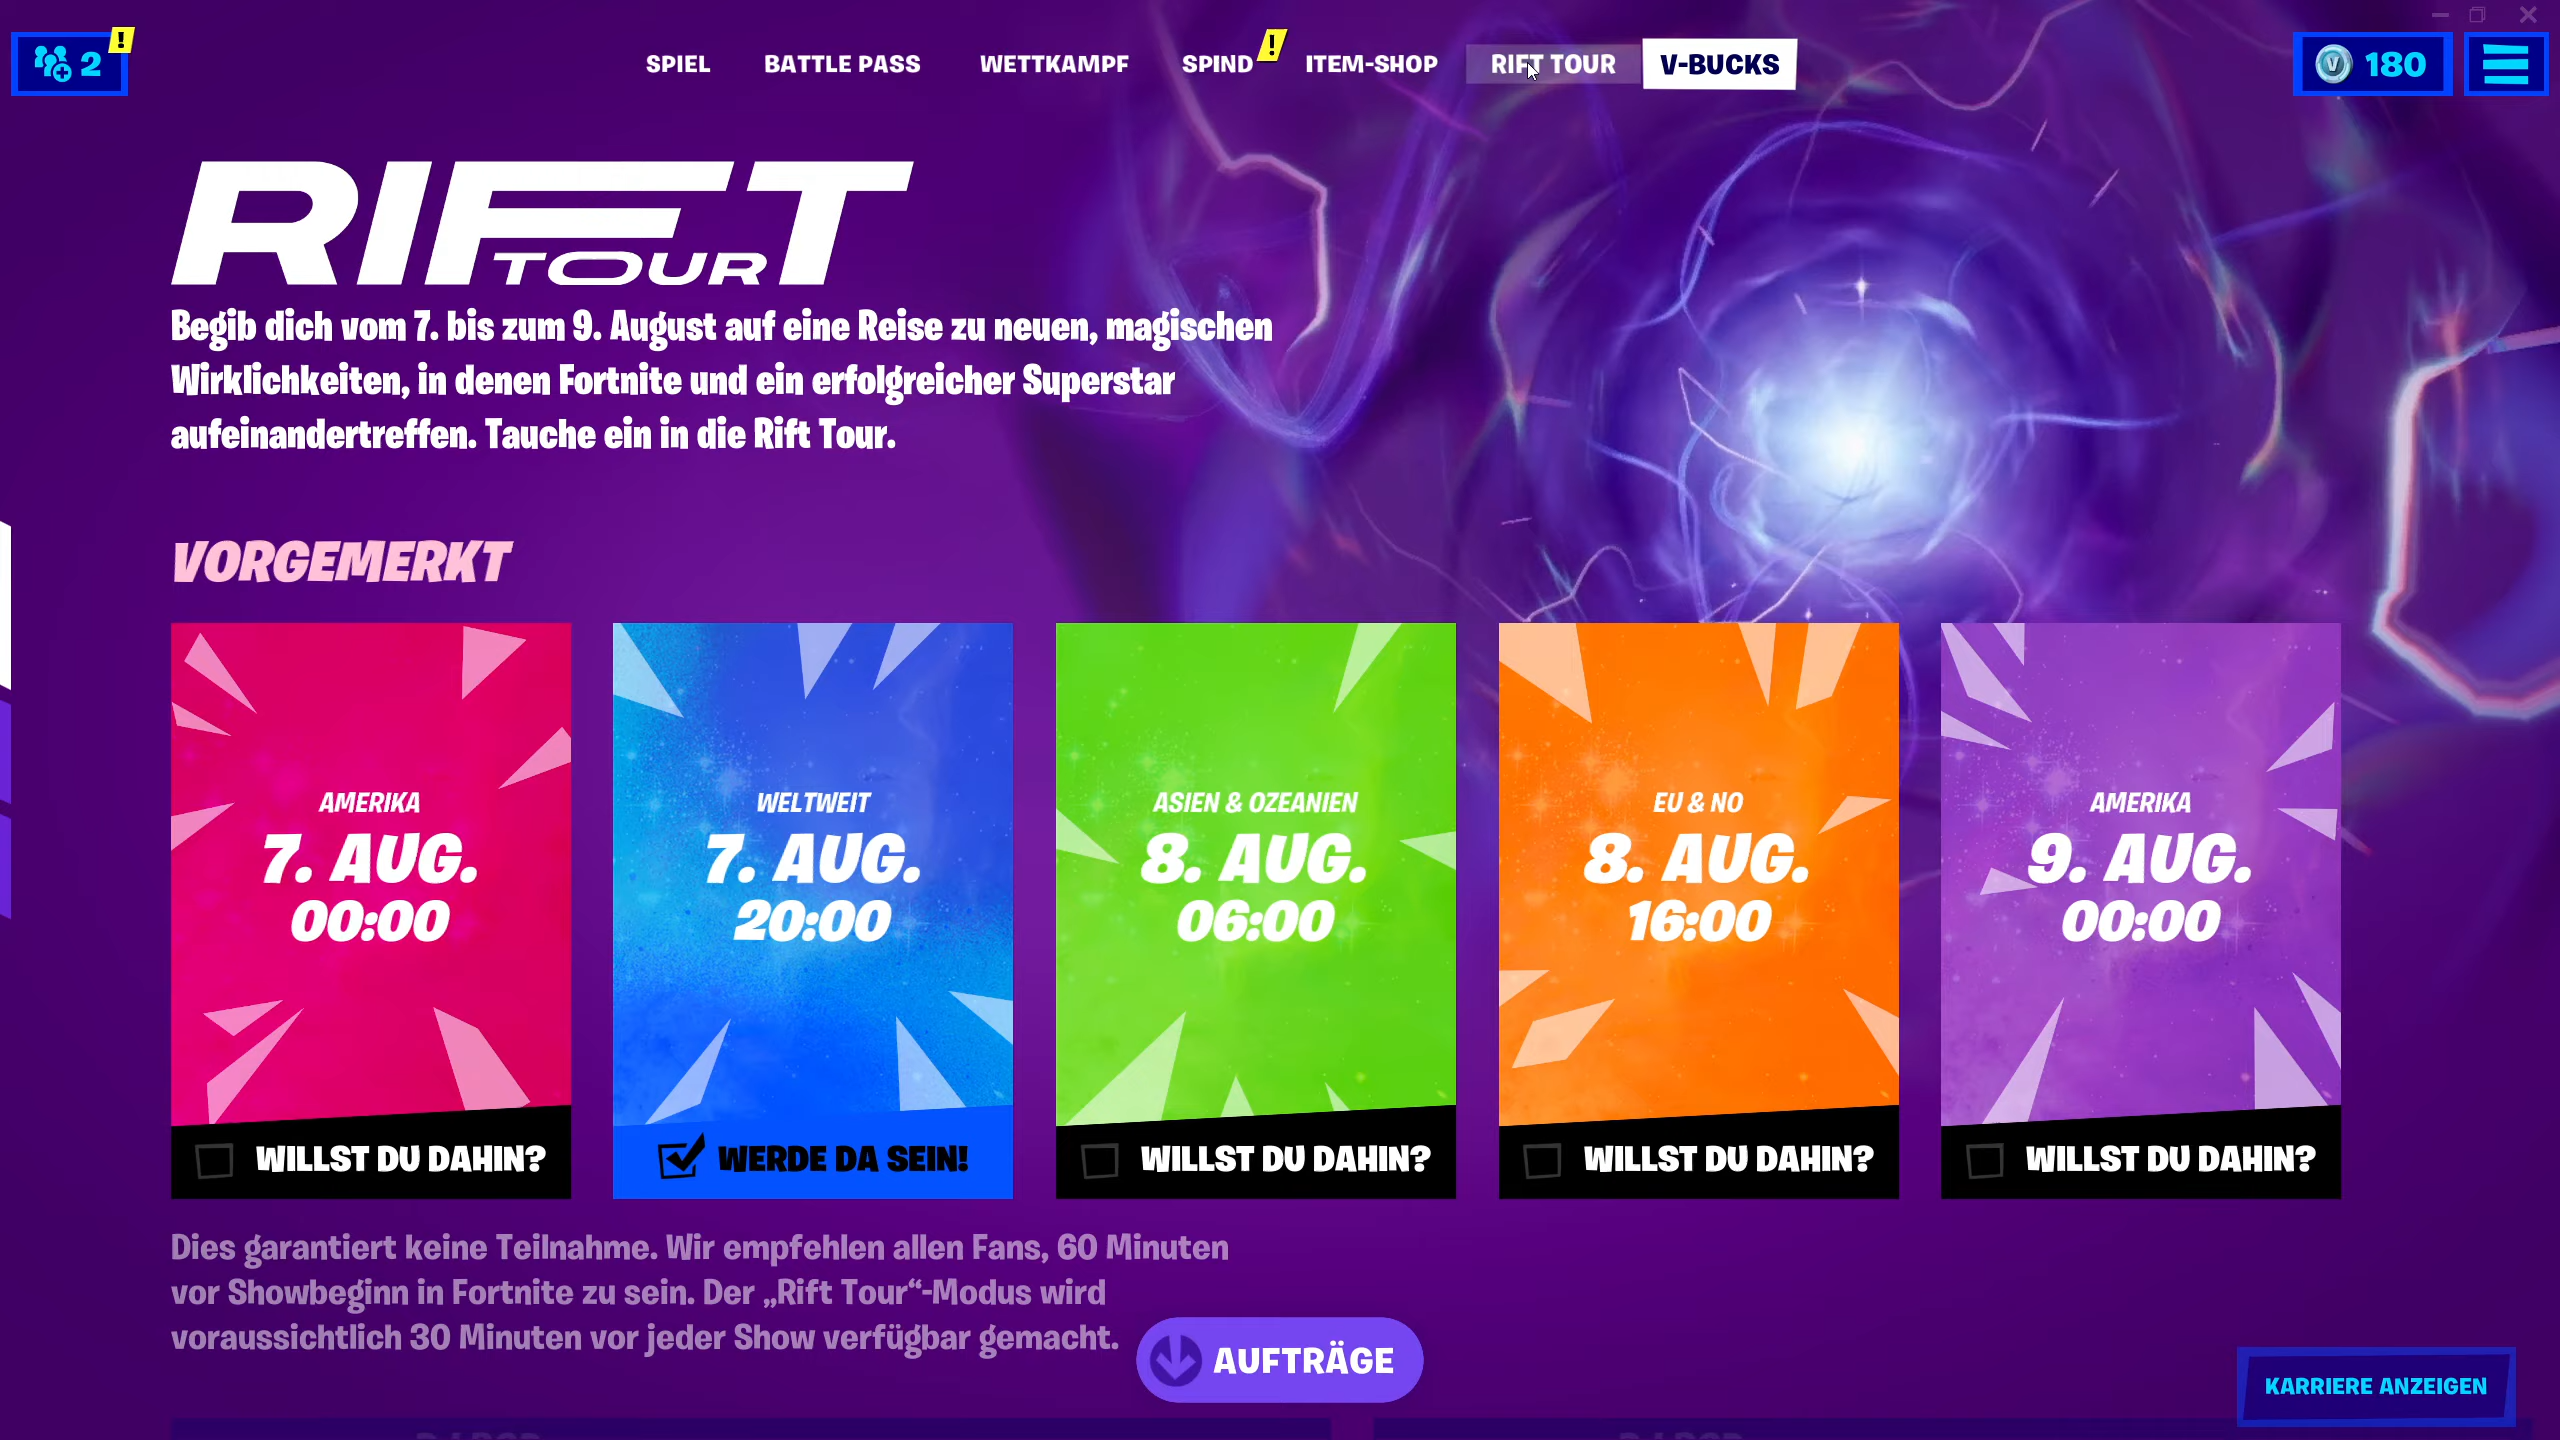 2
!
SPIEL
BATTLE PASS
WETTKAMPF
SPIND
!
ITEM-SHOP
RIFT TOUR
V-BUCKS
180
RIFT
TOUR
Begib dich vom 7. bis zum 9. August auf eine Reise zu neuen, magischen
Wirklichkeiten, in denen Fortnite und ein erfolgreicher Superstar
aufeinandertreffen. Tauche ein in die Rift Tour.
VORGEMERKT
AMERIKA
7. AUG.
00:00
WILLST DU DAHIN?
WELTWEIT
7. AUG.
20:00
WERDE DA SEIN!
ASIEN & OZEANIEN
8. AUG.
06:00
WILLST DU DAHIN?
EU & NO
8. AUG.
16:00
WILLST DU DAHIN?
AMERIKA
9. AUG.
00:00
WILLST DU DAHIN?
Dies garantiert keine Teilnahme. Wir empfehlen allen Fans, 60 Minuten
vor Showbeginn in Fortnite zu sein. Der „Rift Tour“-Modus wird
voraussichtlich 30 Minuten vor jeder Show verfügbar gemacht.
AUFTRÄGE
KARRIERE ANZEIGEN